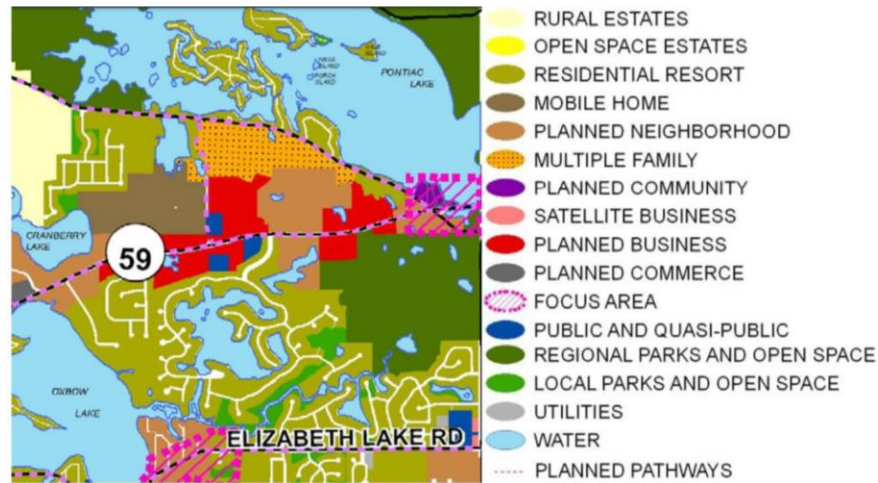 PONTIAC
LAKE
CRANBERRY
LAKE
59
OXBOW
LAKE
ELIZABETH LAKE RD
RURAL ESTATES
OPEN SPACE ESTATES
RESIDENTIAL RESORT
MOBILE HOME
PLANNED NEIGHBORHOOD
MULTIPLE FAMILY
PLANNED COMMUNITY
SATELLITE BUSINESS
PLANNED BUSINESS
PLANNED COMMERCE
FOCUS AREA
PUBLIC AND QUASI-PUBLIC
REGIONAL PARKS AND OPEN SPACE
LOCAL PARKS AND OPEN SPACE
UTILITIES
WATER
PLANNED PATHWAYS